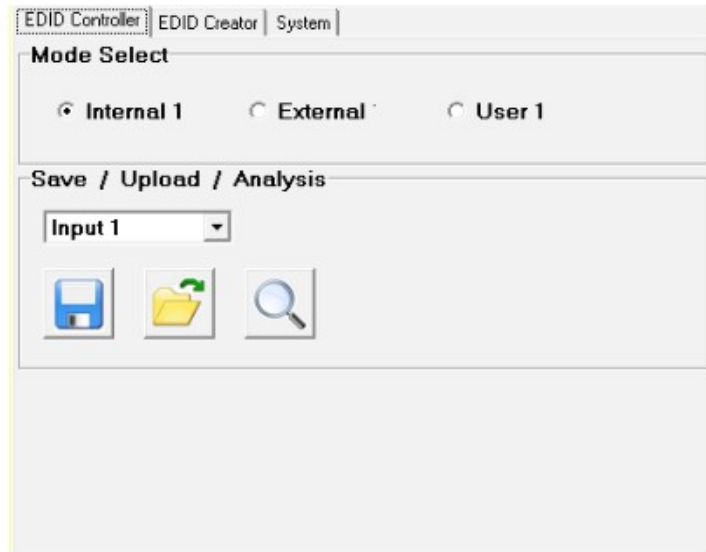 EDID Controller EDID Creator System
Mode Select
Internal 1 External User 1
Save / Upload / Analysis
Input 1